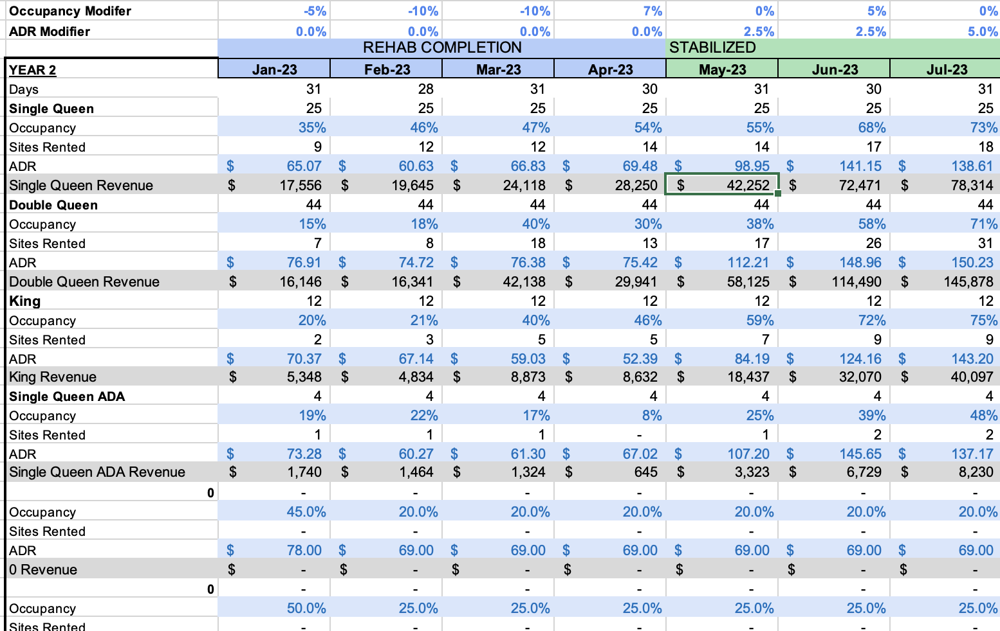 Occupancy Modifer -5% -10% -10% 7% 0% 5% 0%
ADR Modifier 0.0% 0.0% 0.0% 0.0% 2.5% 2.5% 5.0%
REHAB COMPLETION STABILIZED
YEAR 2 Jan-23 Feb-23 Mar-23 Apr-23 May-23 Jun-23 Jul-23
Days 31 28 31 30 31 30 31
Single Queen 25 25 25 25 25 25 25
Occupancy 35% 46% 47% 54% 55% 68% 73%
Sites Rented 9 12 12 14 14 17 18
ADR $ 65.07 $ 60.63 $ 66.83 $ 69.48 $ 98.95 $ 141.15 $ 138.61
Single Queen Revenue $ 17,556 $ 19,645 $ 24,118 $ 28,250 $ 42,252 $ 72,471 $ 78,314
Double Queen 44 44 44 44 44 44 44
Occupancy 15% 18% 40% 30% 38% 58% 71%
Sites Rented 7 8 18 13 17 26 31
ADR $ 76.91 $ 74.72 $ 76.38 $ 75.42 $ 112.21 $ 148.96 $ 150.23
Double Queen Revenue $ 16,146 $ 16,341 $ 42,138 $ 29,941 $ 58,125 $ 114,490 $ 145,878
King 12 12 12 12 12 12 12
Occupancy 20% 21% 40% 46% 59% 72% 75%
Sites Rented 2 3 5 5 7 9 9
ADR $ 70.37 $ 67.14 $ 59.03 $ 52.39 $ 84.19 $ 124.16 $ 143.20
King Revenue $ 5,348 $ 4,834 $ 8,873 $ 8,632 $ 18,437 $ 32,070 $ 40,097
Single Queen ADA 4 4 4 4 4 4 4
Occupancy 19% 22% 17% 8% 25% 39% 48%
Sites Rented 1 1 1 - 1 2 2
ADR $ 73.28 $ 60.27 $ 61.30 $ 67.02 $ 107.20 $ 145.65 $ 137.17
Single Queen ADA Revenue $ 1,740 $ 1,464 $ 1,324 $ 645 $ 3,323 $ 6,729 $ 8,230
0 - - - - - - -
Occupancy 45.0% 20.0% 20.0% 20.0% 20.0% 20.0% 20.0%
Sites Rented - - - - - - -
ADR $ 78.00 $ 69.00 $ 69.00 $ 69.00 $ 69.00 $ 69.00 $ 69.00
0 Revenue $ - $ - $ - $ - $ - $ - $ -
0 - - - - - - -
Occupancy 50.0% 25.0% 25.0% 25.0% 25.0% 25.0% 25.0%
Sites Rented - - - - - - -